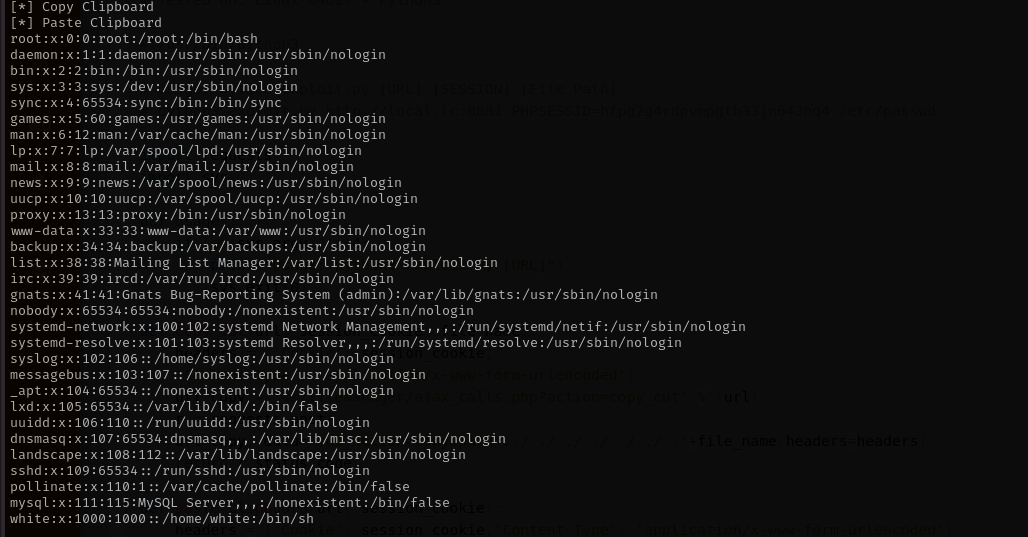 [*] Copy Clipboard
[*] Paste Clipboard
root:x:0:0:root:/root:/bin/bash
daemon:x:1:1:daemon:/usr/sbin:/usr/sbin/nologin
bin:x:2:2:bin:/bin:/usr/sbin/nologin
sys:x:3:3:sys:/dev:/usr/sbin/nologin
sync:x:4:65534:sync:/bin:/bin/sync
games:x:5:60:games:/usr/games:/usr/sbin/nologin
man:x:6:12:man:/var/cache/man:/usr/sbin/nologin
lp:x:7:7:lp:/var/spool/lpd:/usr/sbin/nologin
mail:x:8:8:mail:/var/mail:/usr/sbin/nologin
news:x:9:9:news:/var/spool/news:/usr/sbin/nologin
uucp:x:10:10:uucp:/var/spool/uucp:/usr/sbin/nologin
proxy:x:13:13:proxy:/bin:/usr/sbin/nologin
www-data:x:33:33:www-data:/var/www:/usr/sbin/nologin
backup:x:34:34:backup:/var/backups:/usr/sbin/nologin
list:x:38:38:Mailing List Manager:/var/list:/usr/sbin/nologin
irc:x:39:39:ircd:/var/run/ircd:/usr/sbin/nologin
gnats:x:41:41:Gnats Bug-Reporting System (admin):/var/lib/gnats:/usr/sbin/nologin
nobody:x:65534:65534:nobody:/nonexistent:/usr/sbin/nologin
systemd-network:x:100:102:systemd Network Management,,,:/run/systemd/netif:/usr/sbin/nologin
systemd-resolve:x:101:103:systemd Resolver,,,:/run/systemd/resolve:/usr/sbin/nologin
syslog:x:102:106::/home/syslog:/usr/sbin/nologin
messagebus:x:103:107::/nonexistent:/usr/sbin/nologin
_apt:x:104:65534::/nonexistent:/usr/sbin/nologin
lxd:x:105:65534::/var/lib/lxd/:/bin/false
uuidd:x:106:110::/run/uuidd:/usr/sbin/nologin
dnsmasq:x:107:65534:dnsmasq,,,:/var/lib/misc:/usr/sbin/nologin
landscape:x:108:112::/var/lib/landscape:/usr/sbin/nologin
sshd:x:109:65534::/run/sshd:/usr/sbin/nologin
pollinate:x:110:1::/var/cache/pollinate:/bin/false
mysql:x:111:115:MySQL Server,,,:/nonexistent:/bin/false
white:x:1000:1000::/home/white:/bin/sh